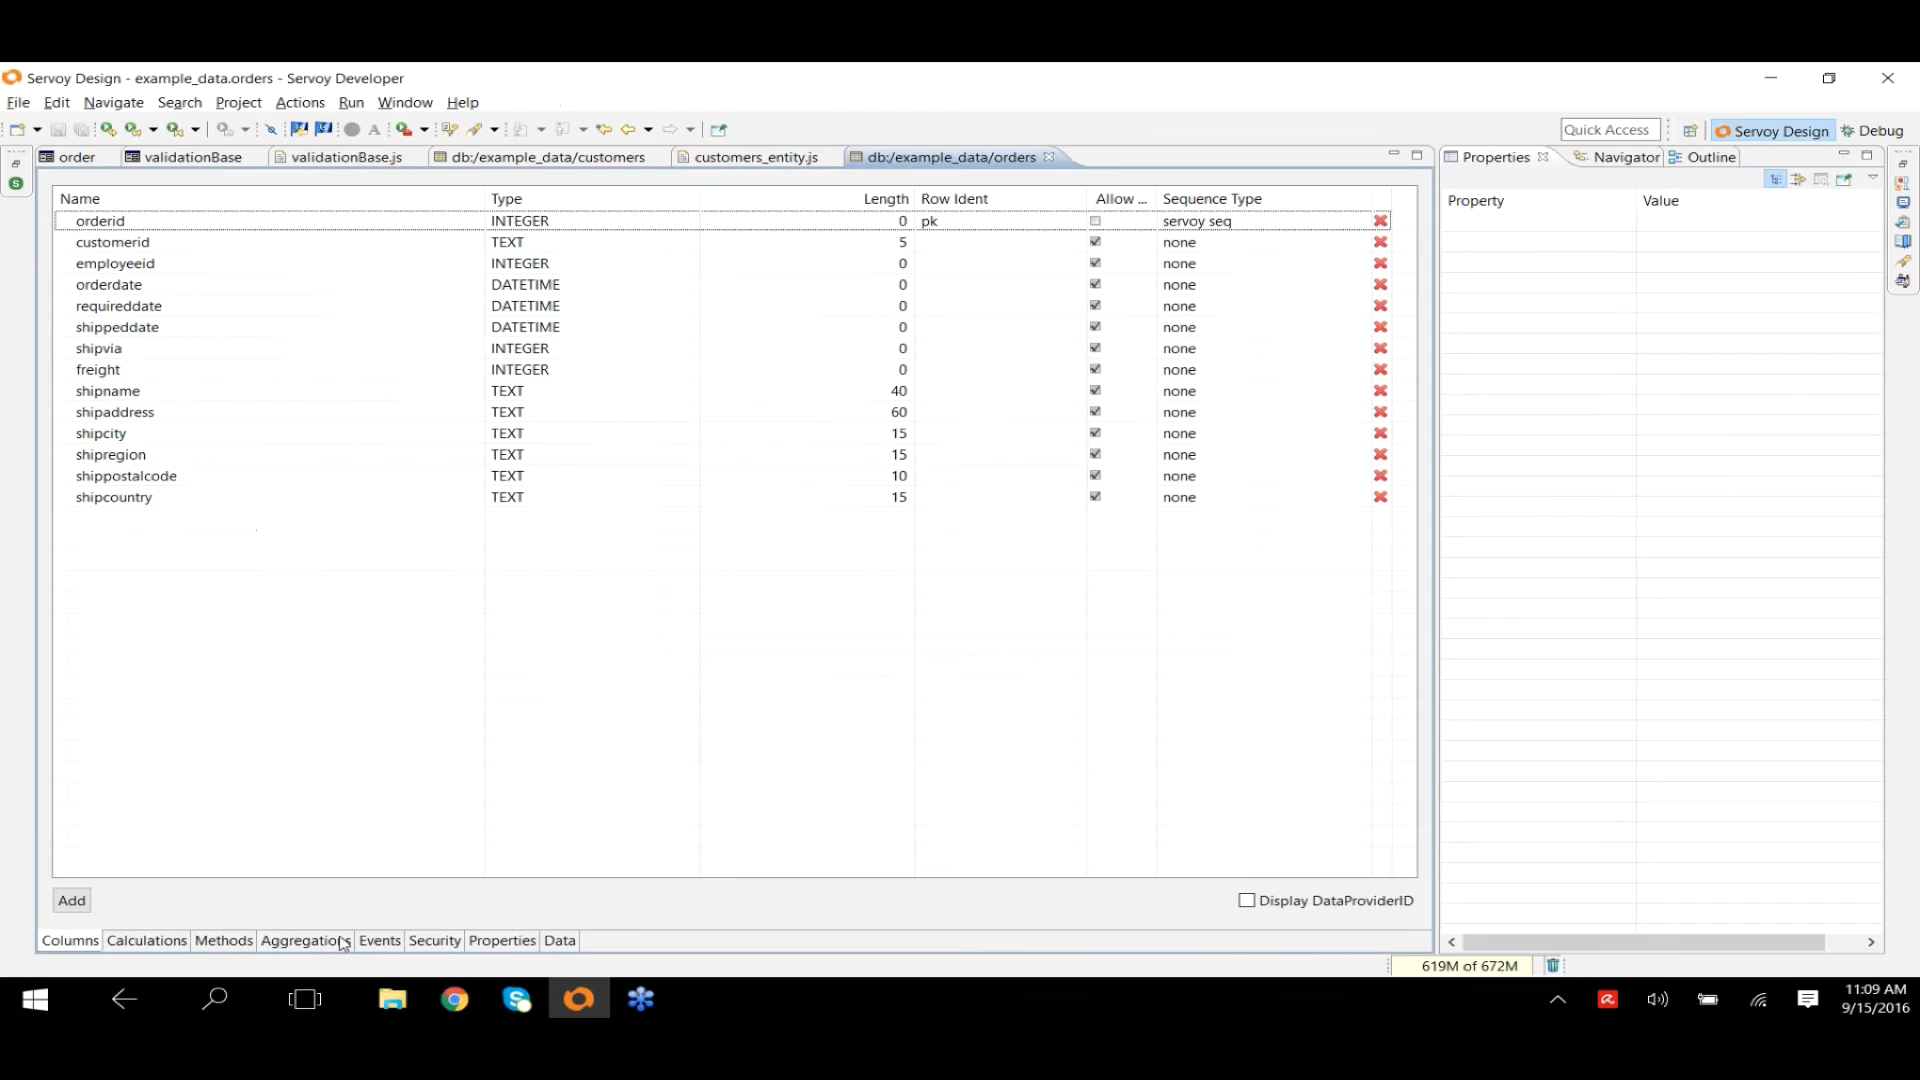 Servoy Design - example_data.orders - Servoy Developer
File Edit Navigate Search Project Actions Run Window Help
Quick Access Servoy Design Debug
order validationBase validationBase.js db:/example_data/customers customers_entity.js db:/example_data/orders Properties Navigator Outline
Name Type Length Row Ident Allow ... Sequence Type
Property Value
orderid INTEGER 0 pk servoy seq
customerid TEXT 5 none
employeeid INTEGER 0 none
orderdate DATETIME 0 none
requireddate DATETIME 0 none
shippeddate DATETIME 0 none
shipvia INTEGER 0 none
freight INTEGER 0 none
shipname TEXT 40 none
shipaddress TEXT 60 none
shipcity TEXT 15 none
shipregion TEXT 15 none
shippostalcode TEXT 10 none
shipcountry TEXT 15 none
Add Display DataProviderID
Columns Calculations Methods Aggregations Events Security Properties Data
619M of 672M
11:09 AM
9/15/2016